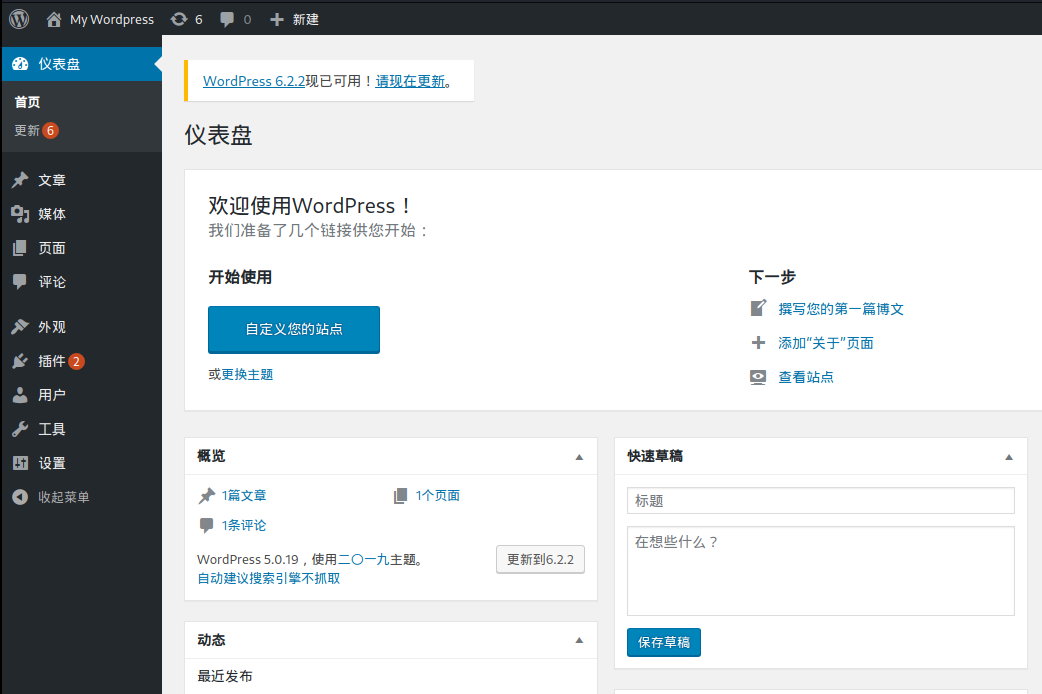 My Wordpress 6 0 新建
仪表盘
首页
更新 6
文章
媒体
页面
评论
外观
插件 2
用户
工具
设置
收起菜单
WordPress 6.2.2现已可用！请现在更新。
仪表盘
欢迎使用WordPress！
我们准备了几个链接供您开始：
开始使用
自定义您的站点
或更换主题
下一步
撰写您的第一篇博文
添加“关于”页面
查看站点
概览
1篇文章
1个页面
1条评论
WordPress 5.0.19，使用二〇一九主题。
更新到6.2.2
自动建议搜索引擎不抓取
动态
最近发布
快速草稿
标题
在想些什么？
保存草稿